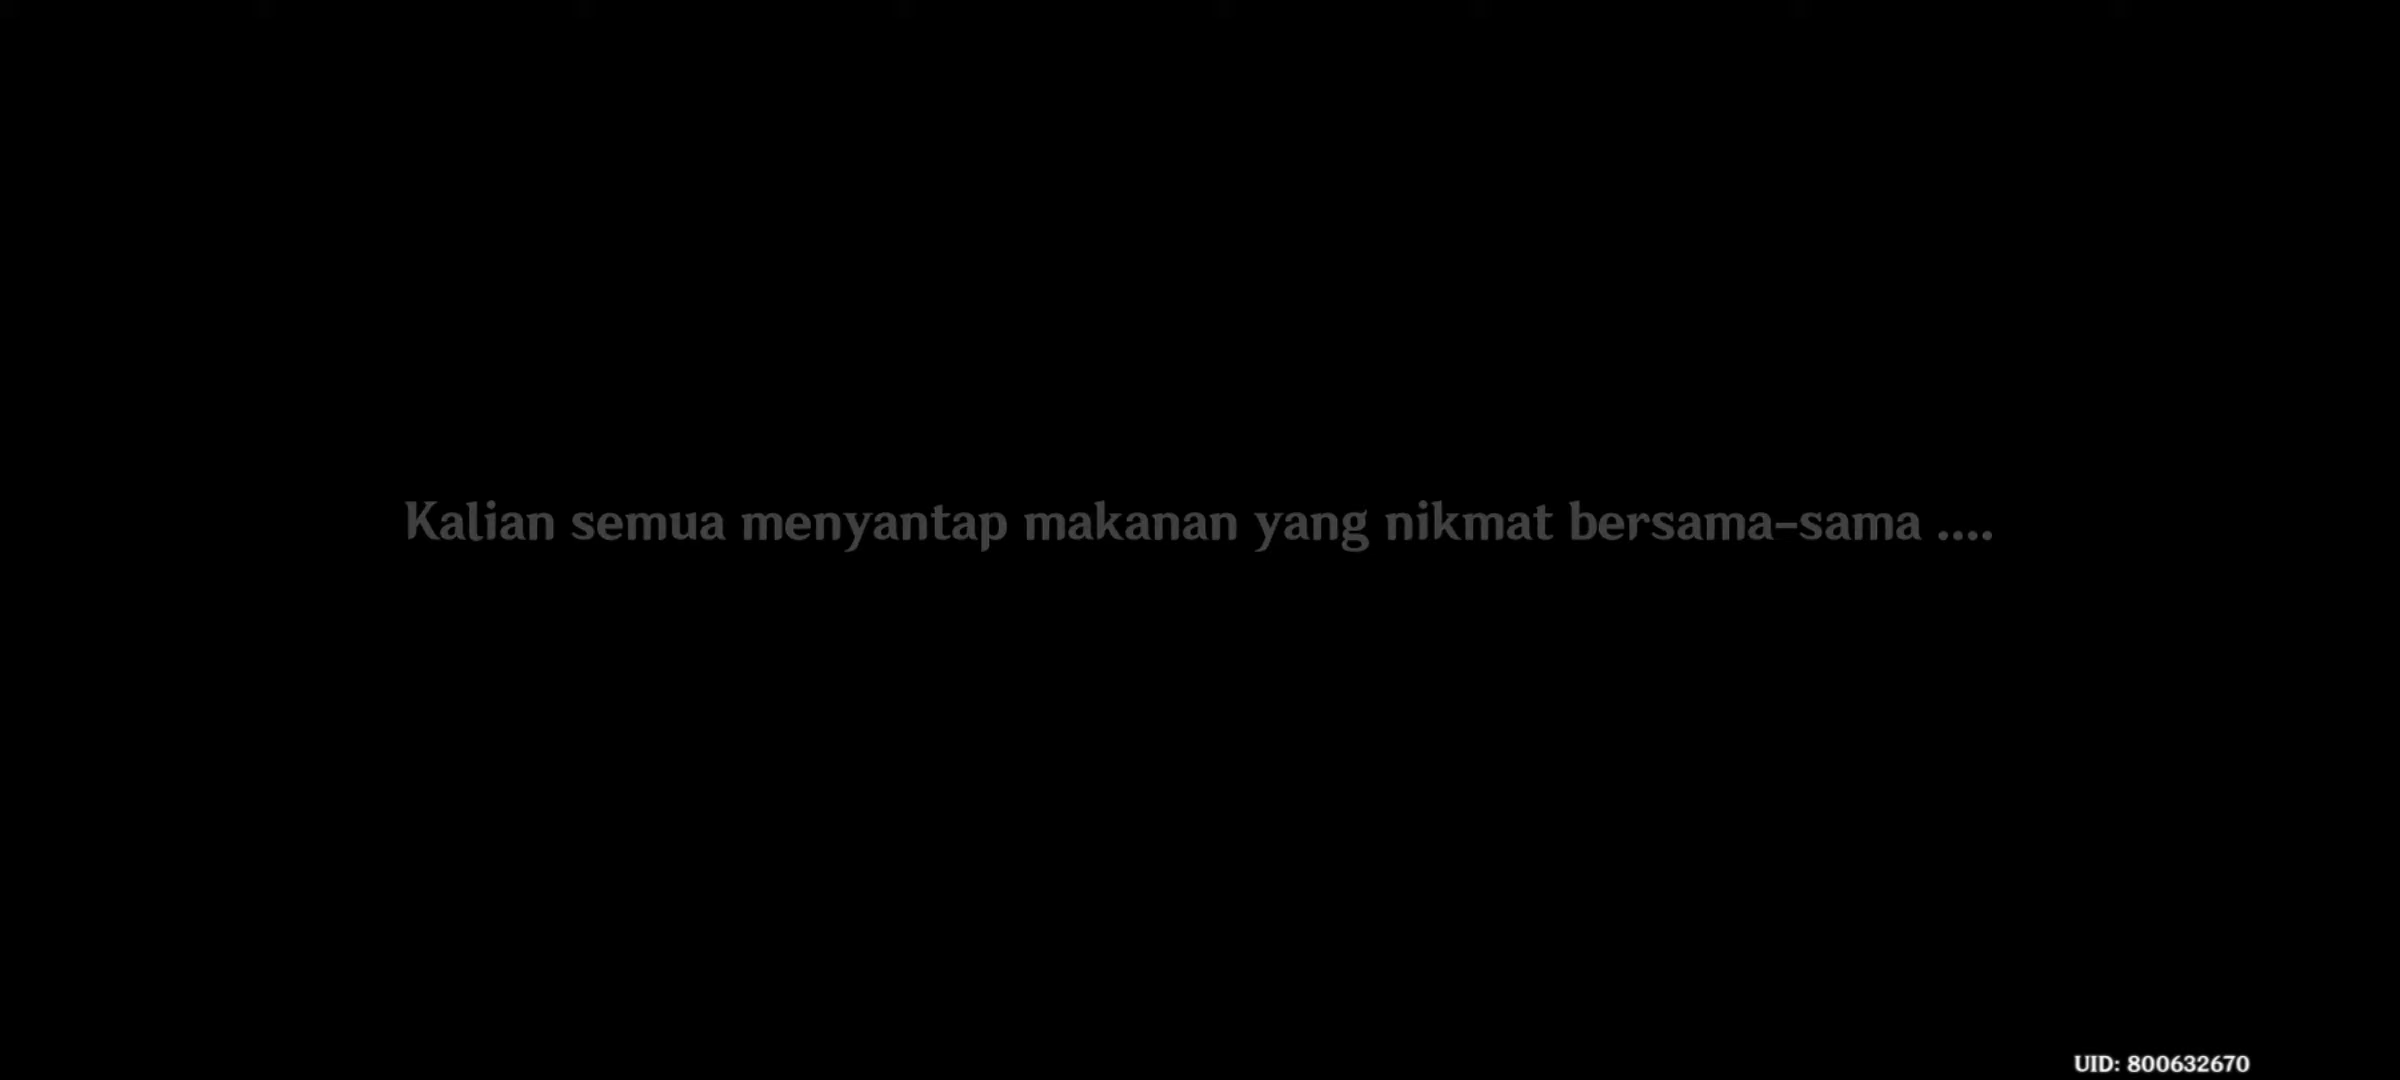 Kalian semua menyantap makanan yang nikmat bersama-sama ....
UID: 800632670